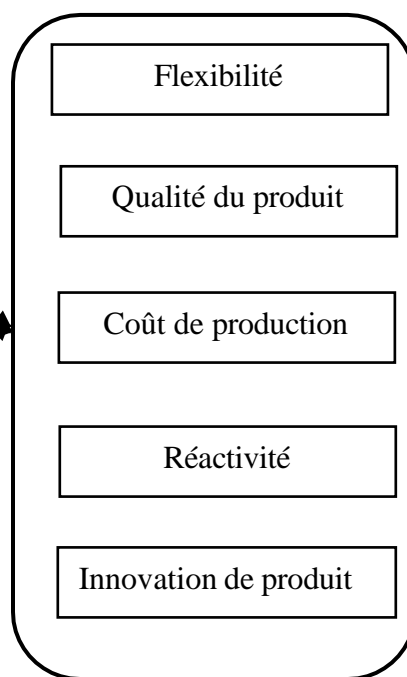 Flexibilité
Qualité du produit
Coût de production
Réactivité
Innovation de produit